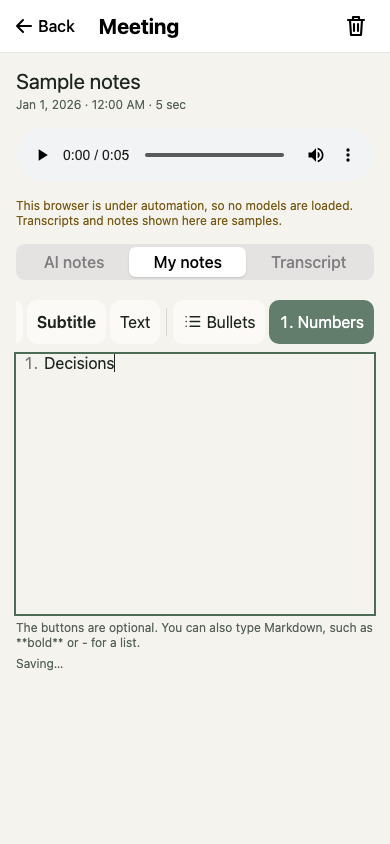 Back Meeting
Sample notes
Jan 1, 2026 · 12:00 AM · 5 sec
0:00 / 0:05
This browser is under automation, so no models are loaded.
Transcripts and notes shown here are samples.
AI notes My notes Transcript
Subtitle Text Bullets 1. Numbers
1. Decisions
The buttons are optional. You can also type Markdown, such as
**bold** or - for a list.
Saving...